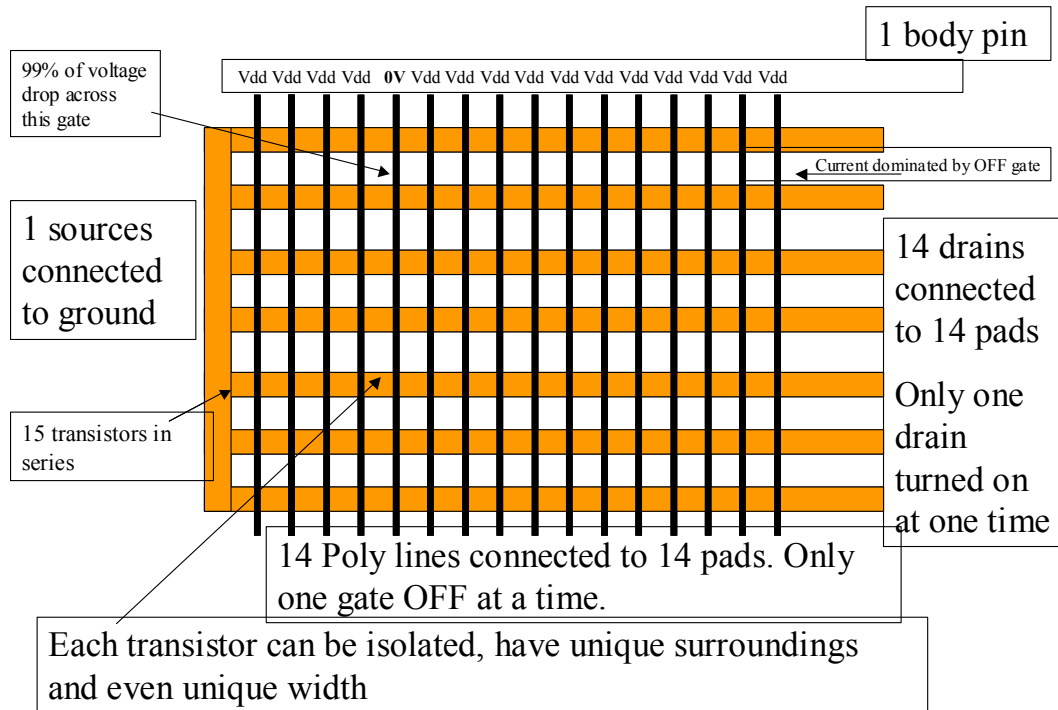 1 body pin
99% of voltage
drop across
this gate
Vdd Vdd Vdd Vdd 0V Vdd Vdd Vdd Vdd Vdd Vdd Vdd Vdd Vdd Vdd Vdd
Current dominated by OFF gate
1 sources
connected
to ground
14 drains
connected
to 14 pads
Only one
drain
turned on
at one time
15 transistors in
series
14 Poly lines connected to 14 pads. Only
one gate OFF at a time.
Each transistor can be isolated, have unique surroundings
and even unique width